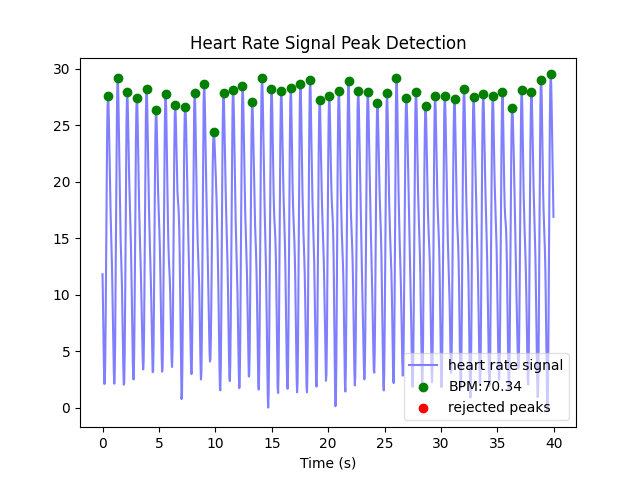 Heart Rate Signal Peak Detection
30
25
20
15
10
5
0
heart rate signal
BPM:70.34
rejected peaks
0 5 10 15 20 25 30 35 40
Time (s)